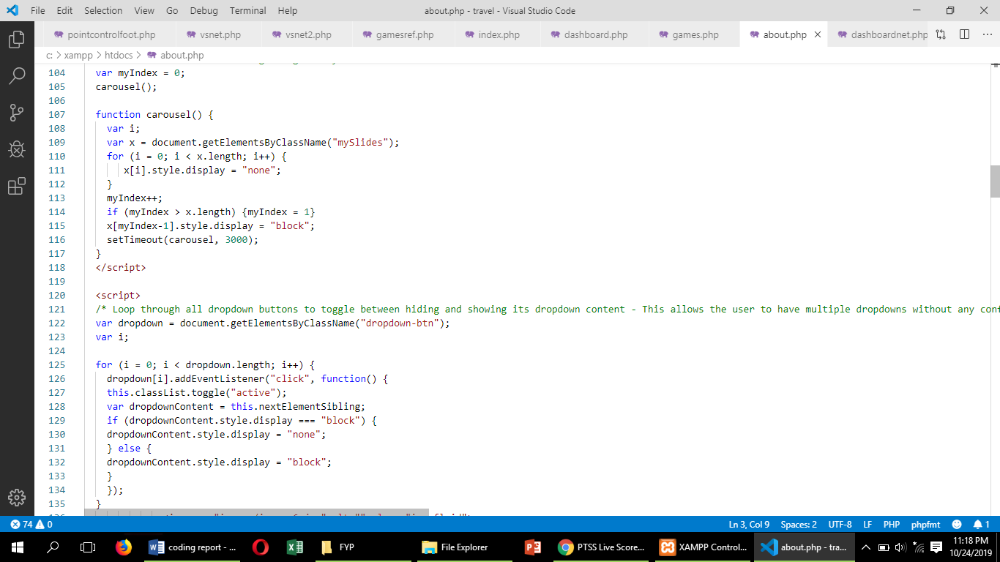 File Edit Selection View Go Debug Terminal Help about.php - travel - Visual Studio Code
pointcontrolfoot.php vsnet.php vsnet2.php gamesref.php index.php dashboard.php games.php about.php dashboardnet.php
c: > xampp > htdocs > about.php
104 var myIndex = 0;
105 carousel();
106
107 function carousel() {
108 var i;
109 var x = document.getElementsByClassName("mySlides");
110 for (i = 0; i < x.length; i++) {
111 x[i].style.display = "none";
112 }
113 myIndex++;
114 if (myIndex > x.length) {myIndex = 1}
115 x[myIndex-1].style.display = "block";
116 setTimeout(carousel, 3000);
117 }
118 </script>
119
120 <script>
121 /* Loop through all dropdown buttons to toggle between hiding and showing its dropdown content - This allows the user to have multiple dropdowns without any conf
122 var dropdown = document.getElementsByClassName("dropdown-btn");
123 var i;
124
125 for (i = 0; i < dropdown.length; i++) {
126 dropdown[i].addEventListener("click", function() {
127 this.classList.toggle("active");
128 var dropdownContent = this.nextElementSibling;
129 if (dropdownContent.style.display === "block") {
130 dropdownContent.style.display = "none";
131 } else {
132 dropdownContent.style.display = "block";
133 }
134 });
135 }
74 0 Ln 3, Col 9 Spaces: 2 UTF-8 LF PHP phpfmt 1
coding report - ... FYP File Explorer PTSS Live Score... XAMPP Control... about.php - tra... 11:18 PM
10/24/2019